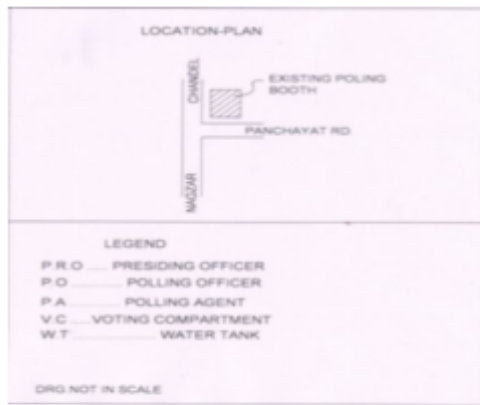 LOCATION-PLAN
CHANDEL
EXISTING POLING
BOOTH
PANCHAYAT RD
NAGZAR
LEGEND
P.R.O ..... PRESIDING OFFICER
P.O ............ POLLING OFFICER
P.A ............ POLLING AGENT
V.C .... VOTING COMPARTMENT
W.T .................... WATER TANK
DRG.NOT IN SCALE